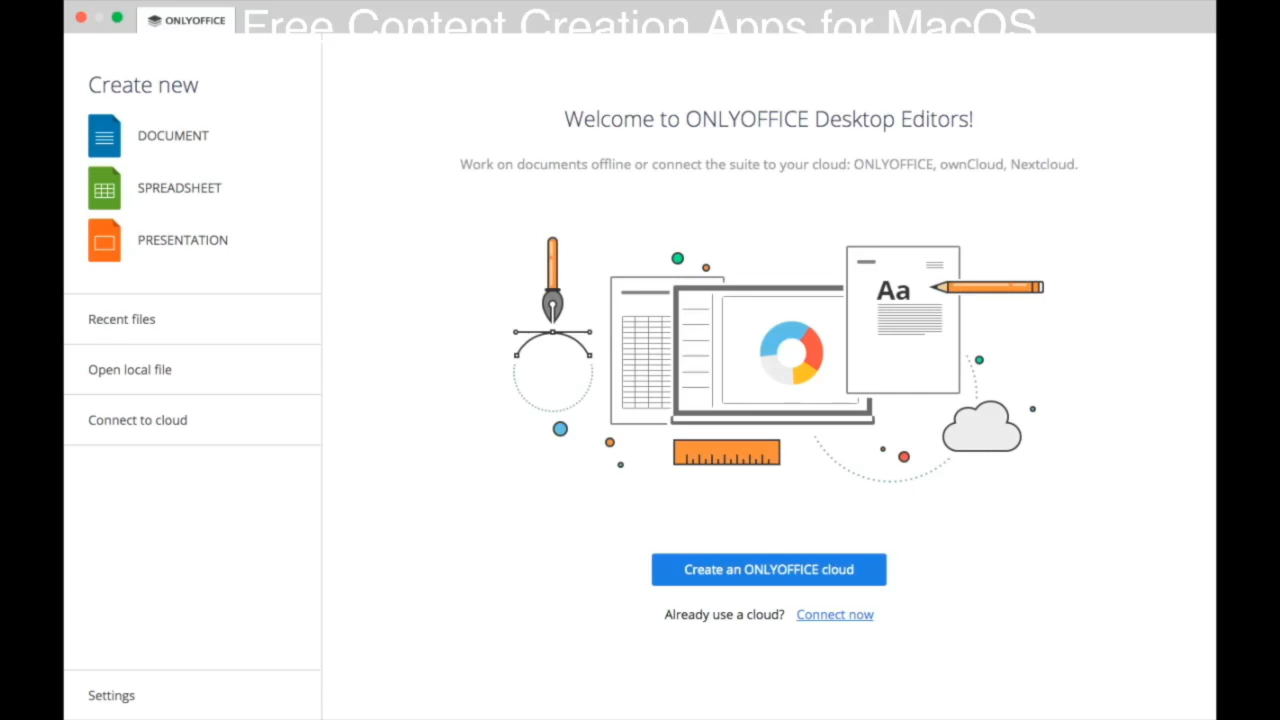 ONLYOFFICE
Free Content Creation Apps for MacOS
Create new
DOCUMENT
SPREADSHEET
PRESENTATION
Recent files
Open local file
Connect to cloud
Settings
Welcome to ONLYOFFICE Desktop Editors!
Work on documents offline or connect the suite to your cloud: ONLYOFFICE, ownCloud, Nextcloud.
Aa
Create an ONLYOFFICE cloud
Already use a cloud? Connect now